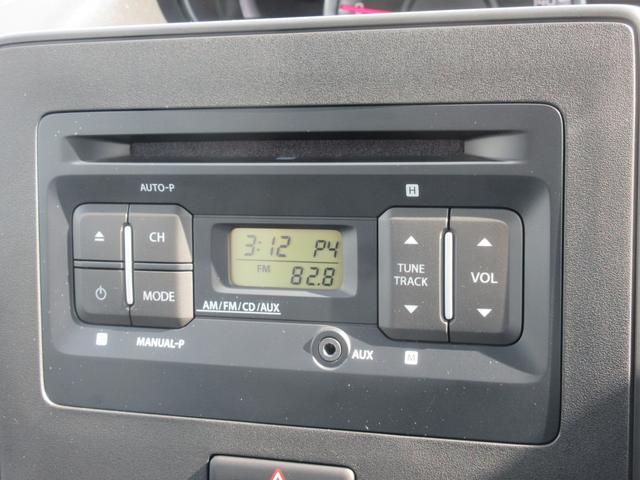 AUTO-P
H
CH
MODE
3:12 P4
FM 82.8
TUNE
TRACK
VOL
AM/FM/CD/AUX
MANUAL-P
AUX
M